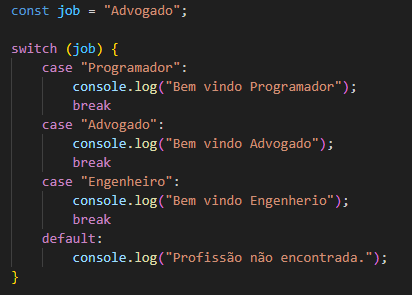 const job = "Advogado";
switch (job) {
case "Programador":
console.log("Bem vindo Programador");
break
case "Advogado":
console.log("Bem vindo Advogado");
break
case "Engenheiro":
console.log("Bem vindo Engenherio");
break
default:
console.log("Profissão não encontrada.");
}